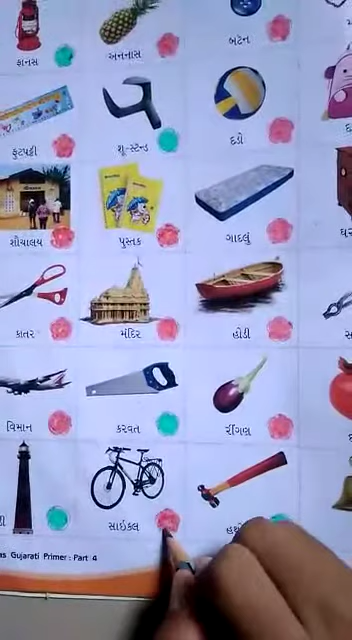 ફાનસ અનનાસ બટન
ફુટપટ્ટી શૂ-સ્ટેન્ડ દડો
શૌચાલય પુસ્તક ગાદલું
કાતર મંદિર હોડી
વિમાન કરવત રીંગણ
સાઇકલ
Gujarati Primer : Part 4